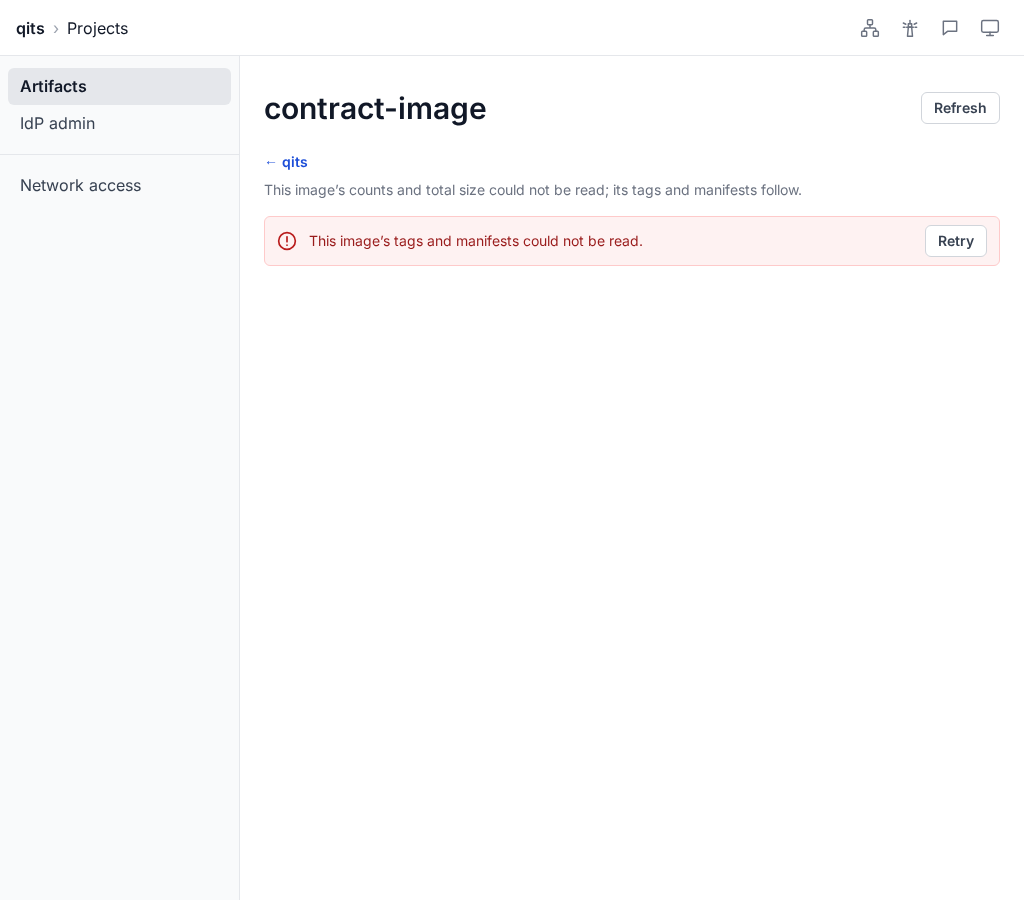 qits › Projects
Artifacts
IdP admin
Network access
contract-image
Refresh
← qits
This image’s counts and total size could not be read; its tags and manifests follow.
This image’s tags and manifests could not be read.
Retry